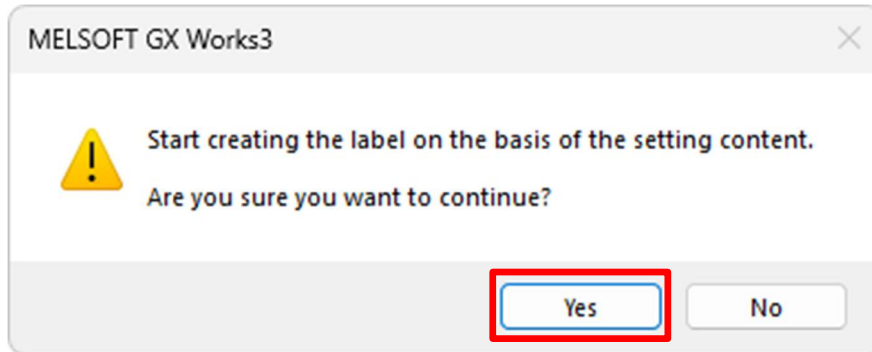 MELSOFT GX Works3
Start creating the label on the basis of the setting content.
Are you sure you want to continue?
Yes
No